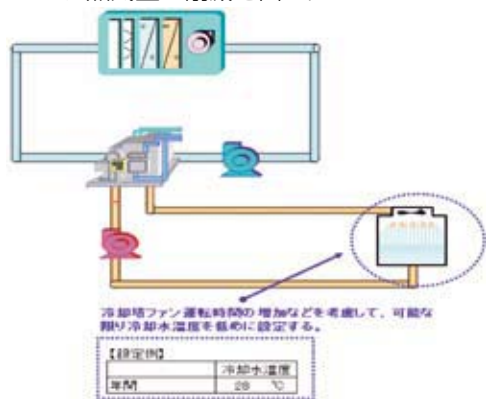 冷却塔ファン運転時間の増加などを考慮して、可能な
限り冷却水温度を低めに設定する。
【設定例】
冷却水温度
年間 28 ℃